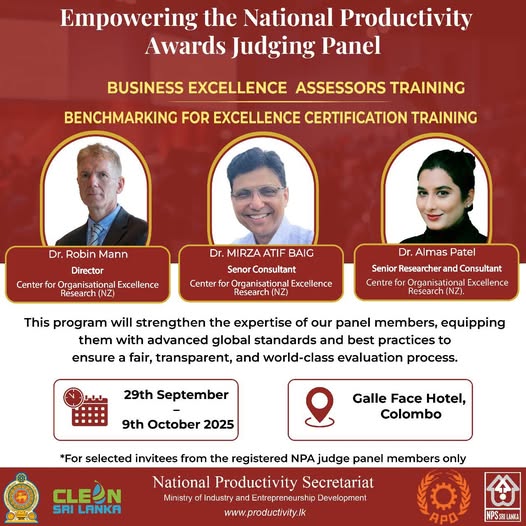 Empowering the National Productivity
Awards Judging Panel
BUSINESS EXCELLENCE ASSESSORS TRAINING
BENCHMARKING FOR EXCELLENCE CERTIFICATION TRAINING
Dr. Robin Mann
Director
Center for Organisational Excellence
Research (NZ)
Dr. MIRZA ATIF BAIG
Senor Consultant
Center for Organisational Excellence
Research (NZ)
Dr. Almas Patel
Senior Researcher and Consultant
Centre for Organisational Excellence
Research (NZ).
This program will strengthen the expertise of our panel members, equipping
them with advanced global standards and best practices to
ensure a fair, transparent, and world-class evaluation process.
29th September
–
9th October 2025
Galle Face Hotel,
Colombo
*For selected invitees from the registered NPA judge panel members only
CLEAN
SRI LANKA
National Productivity Secretariat
Ministry of Industry and Entrepreneurship Development
www.productivity.lk
NPS SRI LANKA